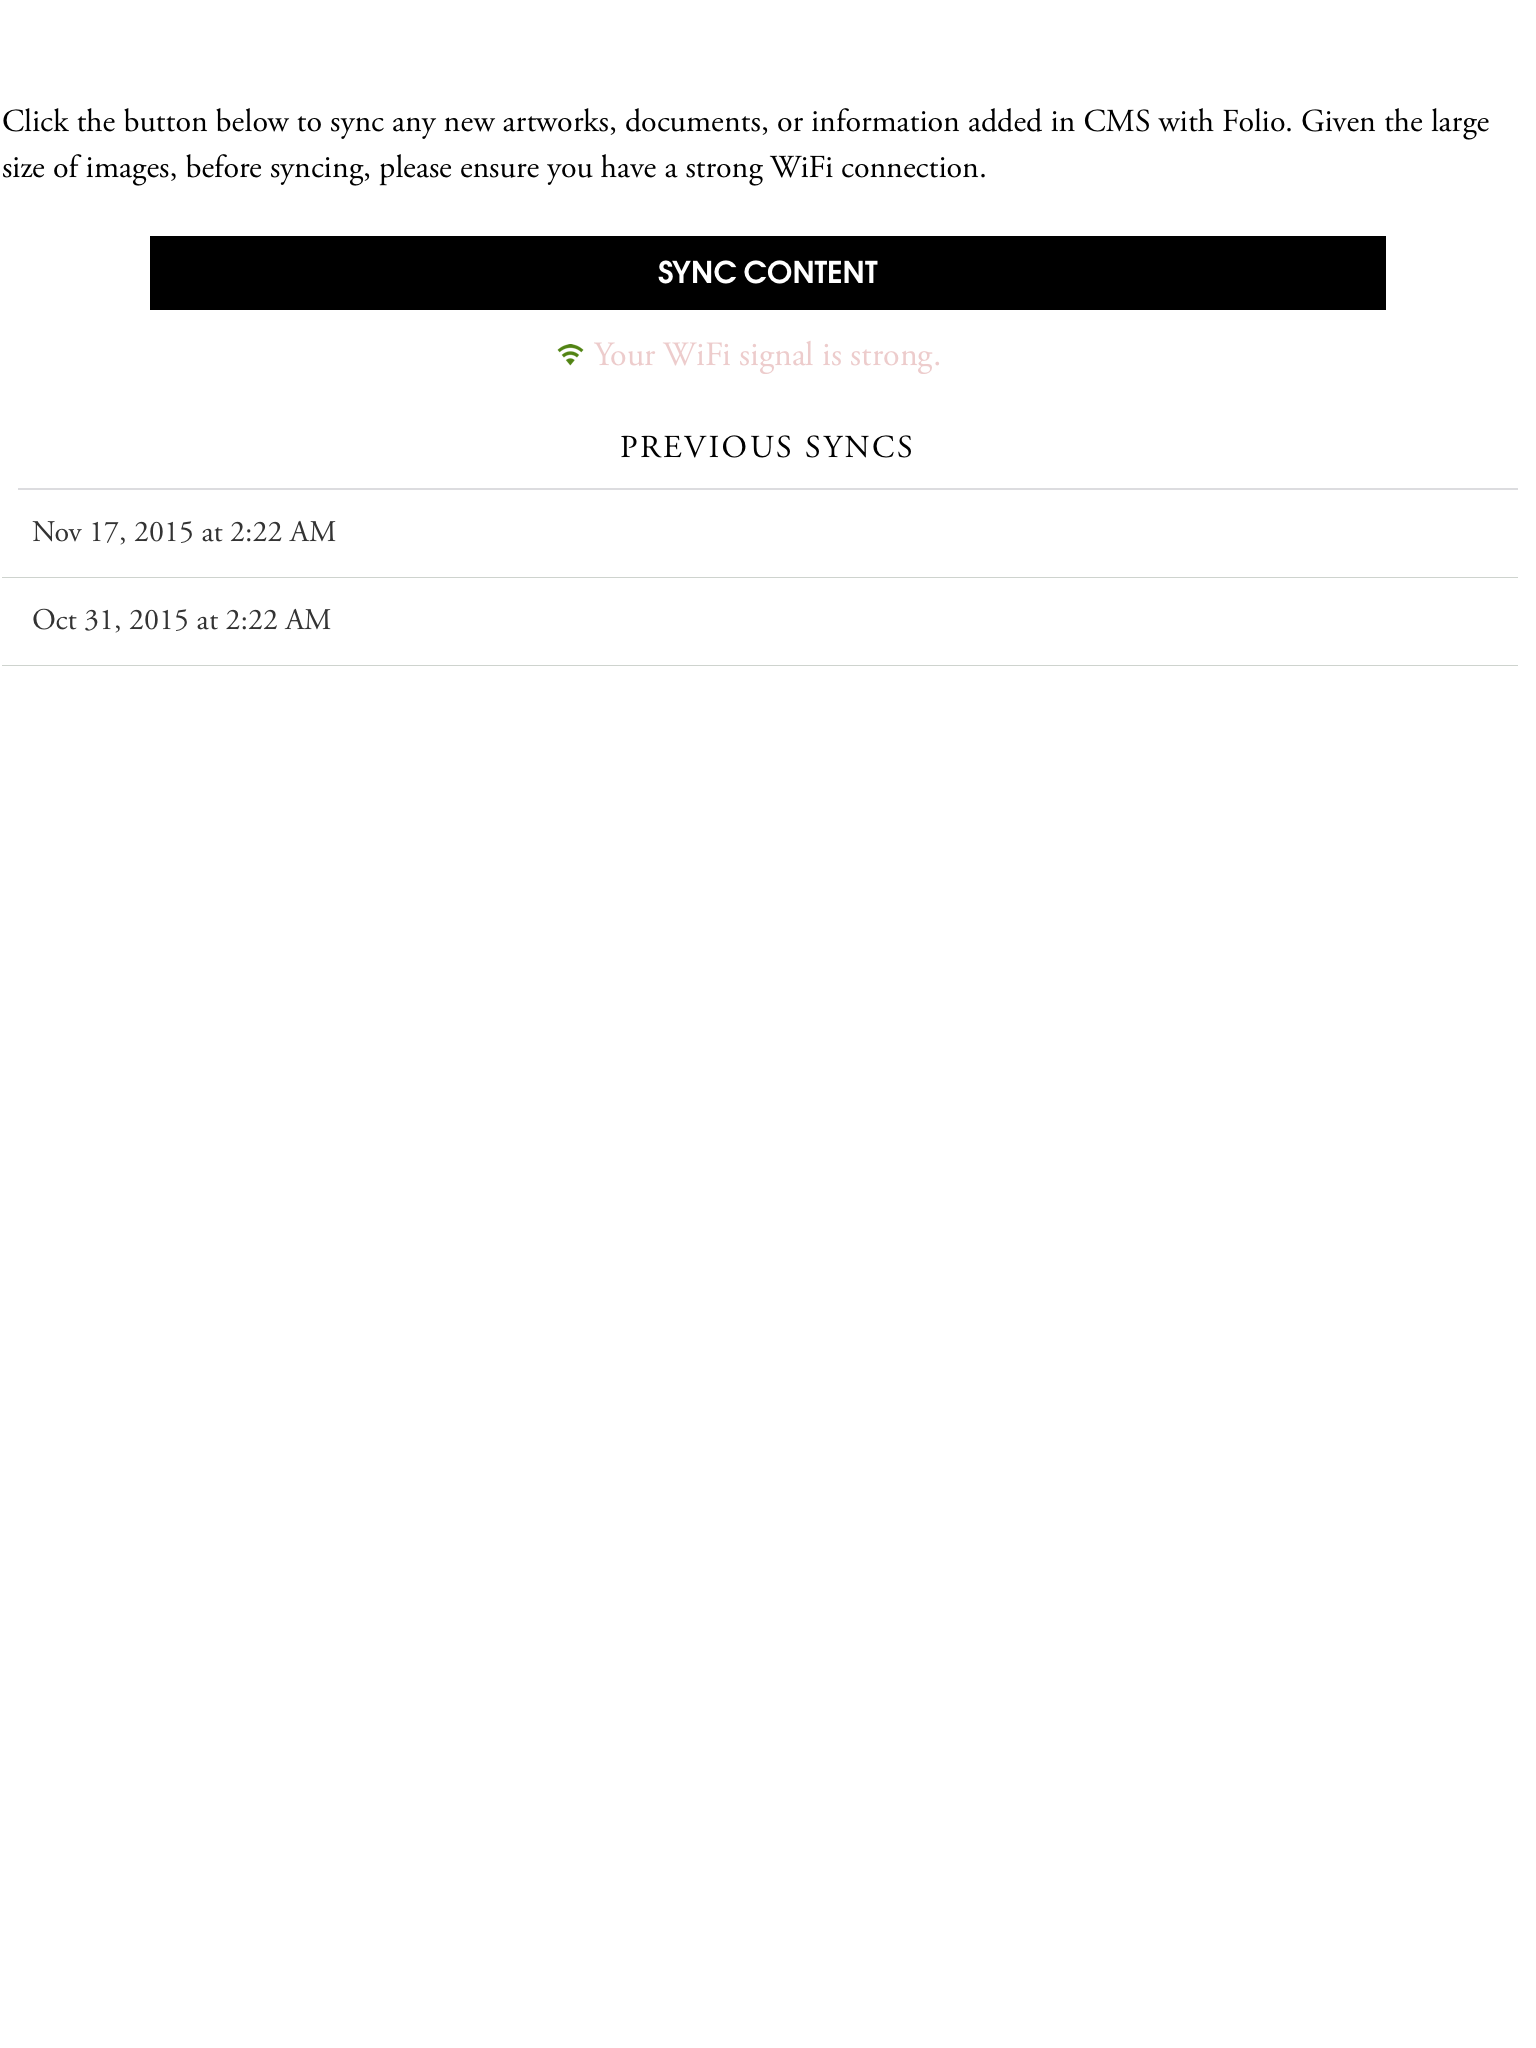 Click the button below to sync any new artworks, documents, or information added in CMS with Folio. Given the large
size of images, before syncing, please ensure you have a strong WiFi connection.
SYNC CONTENT
Your WiFi signal is strong.
PREVIOUS SYNCS
Nov 17, 2015 at 2:22 AM
Oct 31, 2015 at 2:22 AM